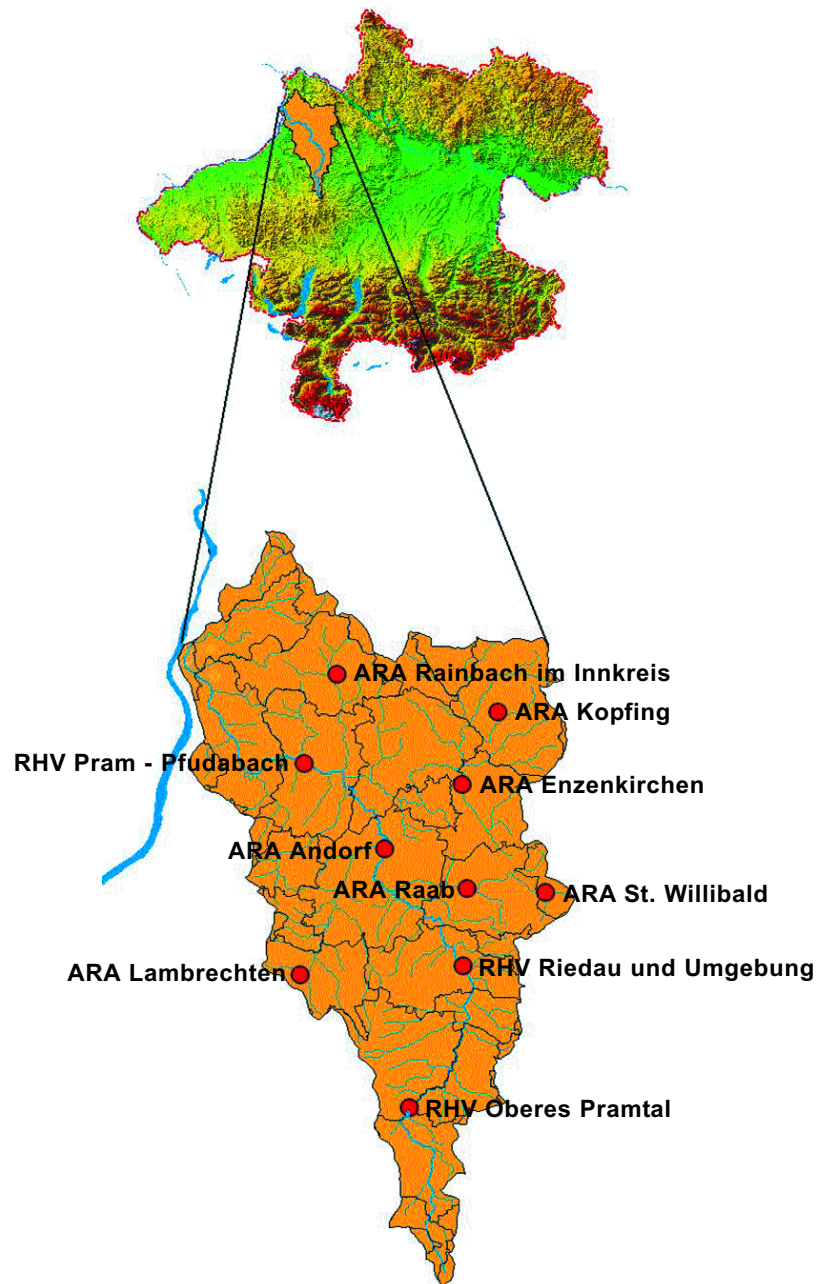 ARA Rainbach im Innkreis
ARA Kopfing
RHV Pram - Pfudabach
ARA Enzenkirchen
ARA Andorf
ARA Raab
ARA St. Willibald
ARA Lambrechten
RHV Riedau und Umgebung
RHV Oberes Pramtal